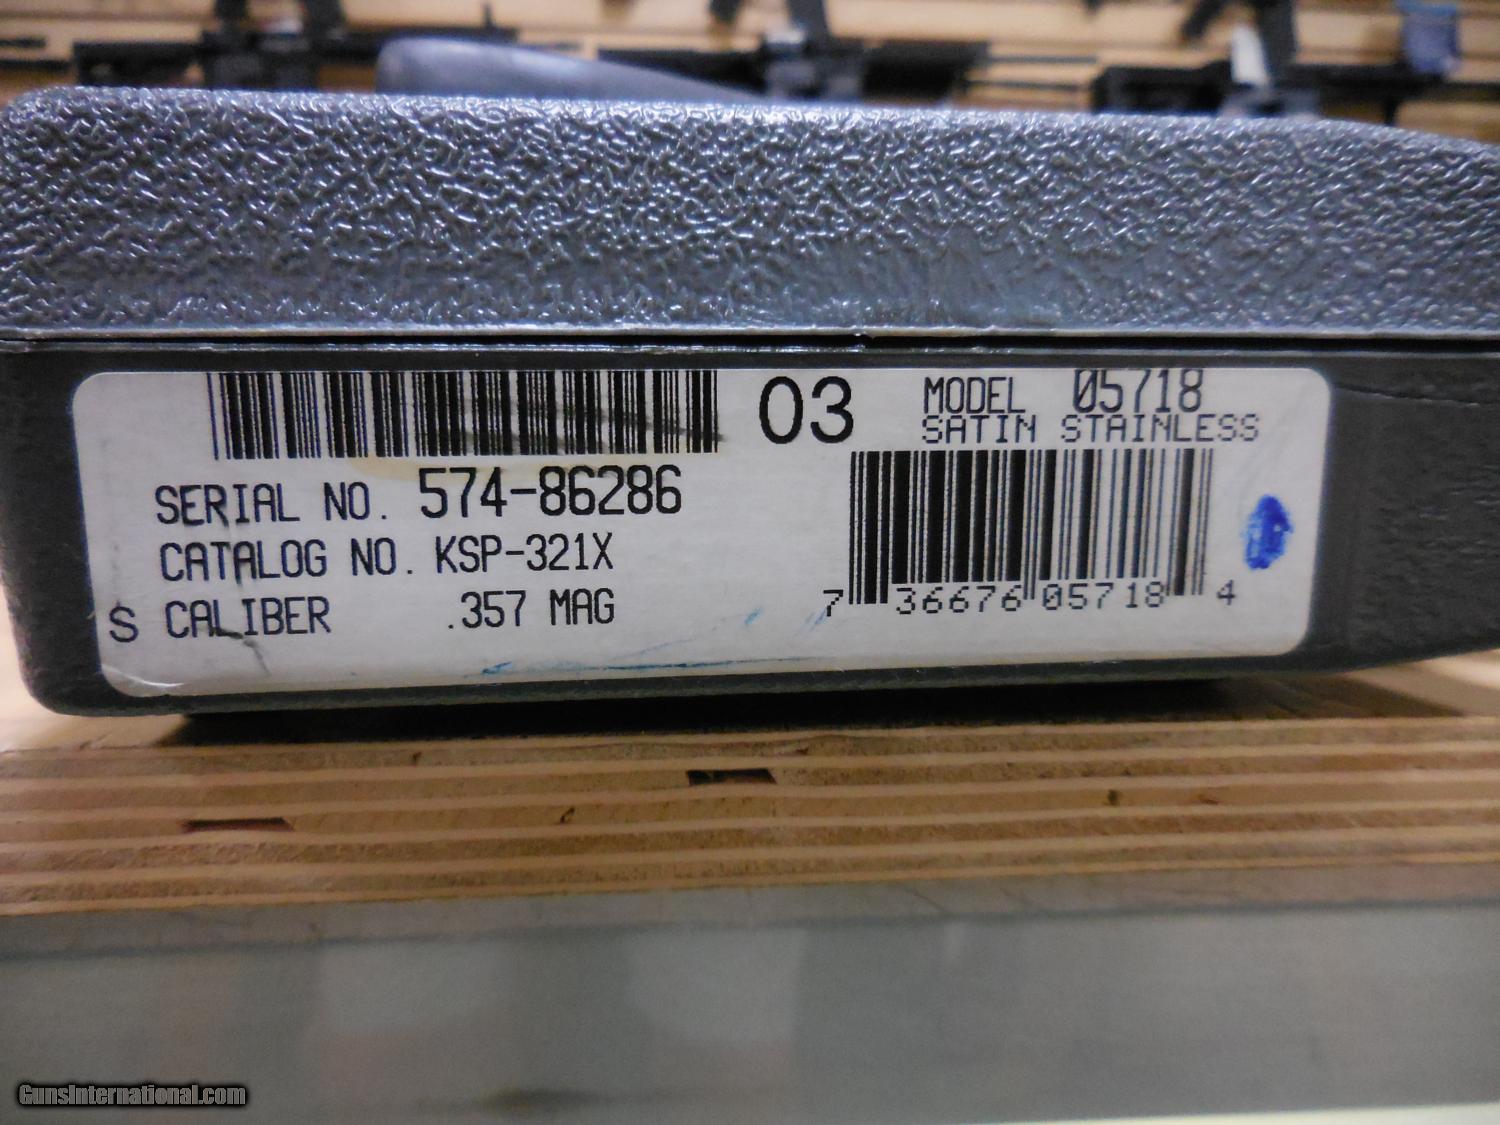 03
MODEL 05718
SATIN STAINLESS
SERIAL NO. 574-86286
CATALOG NO. KSP-321X
S CALIBER .357 MAG
7 36676 05718 4
GunsInternational.com